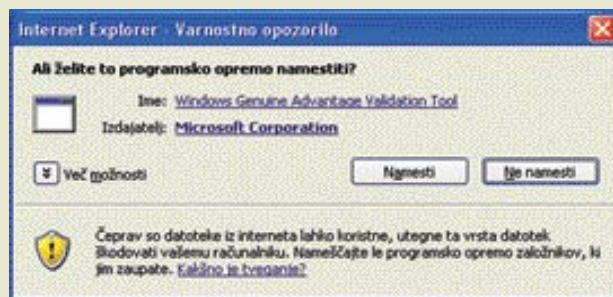 Internet Explorer - Varnostno opozorilo
Ali želite to programsko opremo namestiti?
Ime: Windows Genuine Advantage Validation Tool
Izdajatelj: Microsoft Corporation
Več možnosti
Namesti
Ne namesti
Čeprav so datoteke iz interneta lahko koristne, utegne ta vrsta datotek
škodovati vašemu računalniku. Nameščajte le programsko opremo založnikov, ki
jim zaupate. Kakšno je tveganje?